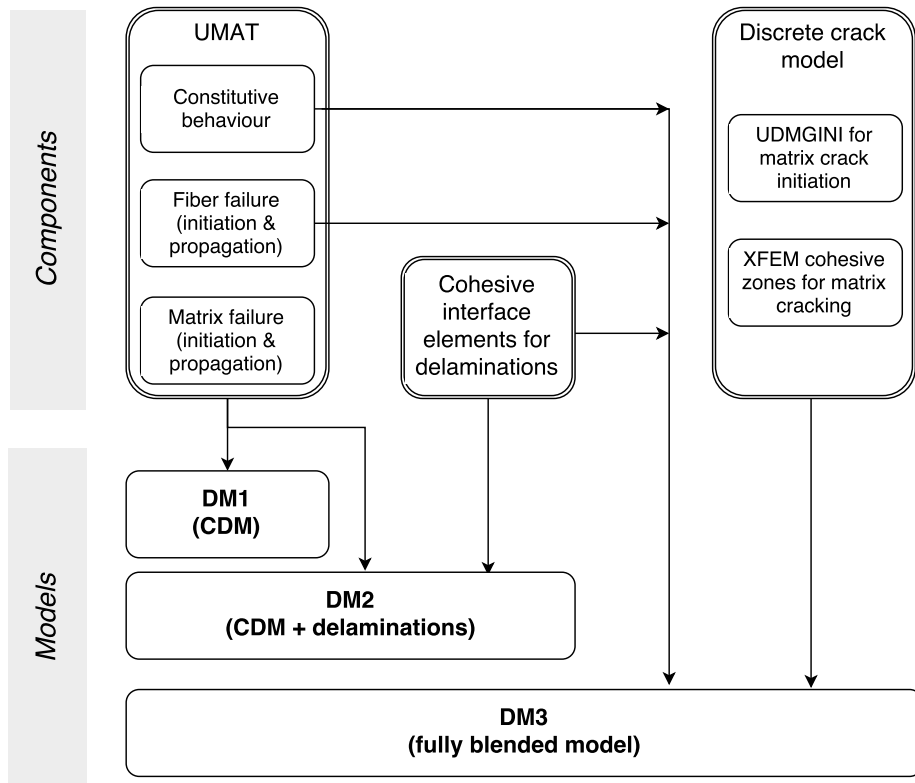 Components
UMAT
Constitutive
behaviour
Fiber failure
(initiation &
propagation)
Matrix failure
(initiation &
propagation)
Cohesive
interface
elements for
delaminations
Discrete crack
model
UDMGINI for
matrix crack
initiation
XFEM cohesive
zones for matrix
cracking
Models
DM1
(CDM)
DM2
(CDM + delaminations)
DM3
(fully blended model)